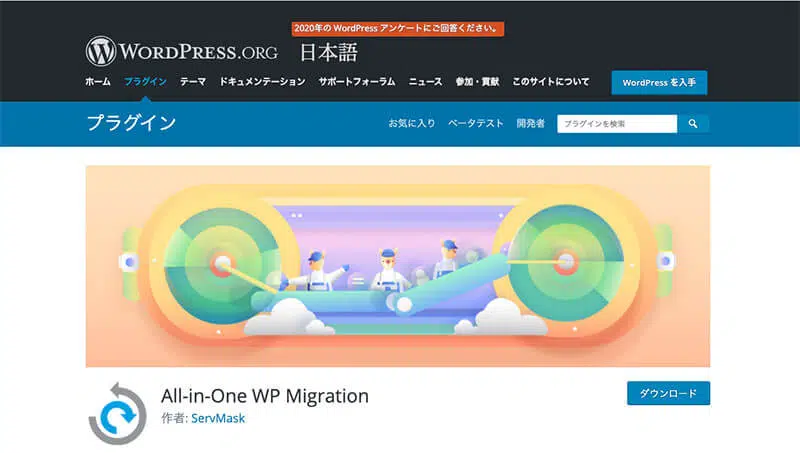 2020年の WordPress アンケートにご回答ください。
WORDPRESS.ORG 日本語
ホーム プラグイン テーマ ドキュメンテーション サポートフォーラム ニュース 参加・貢献 このサイトについて WordPress を入手
プラグイン お気に入り ベータテスト 開発者 プラグインを検索
All-in-One WP Migration ダウンロード
作者: ServMask